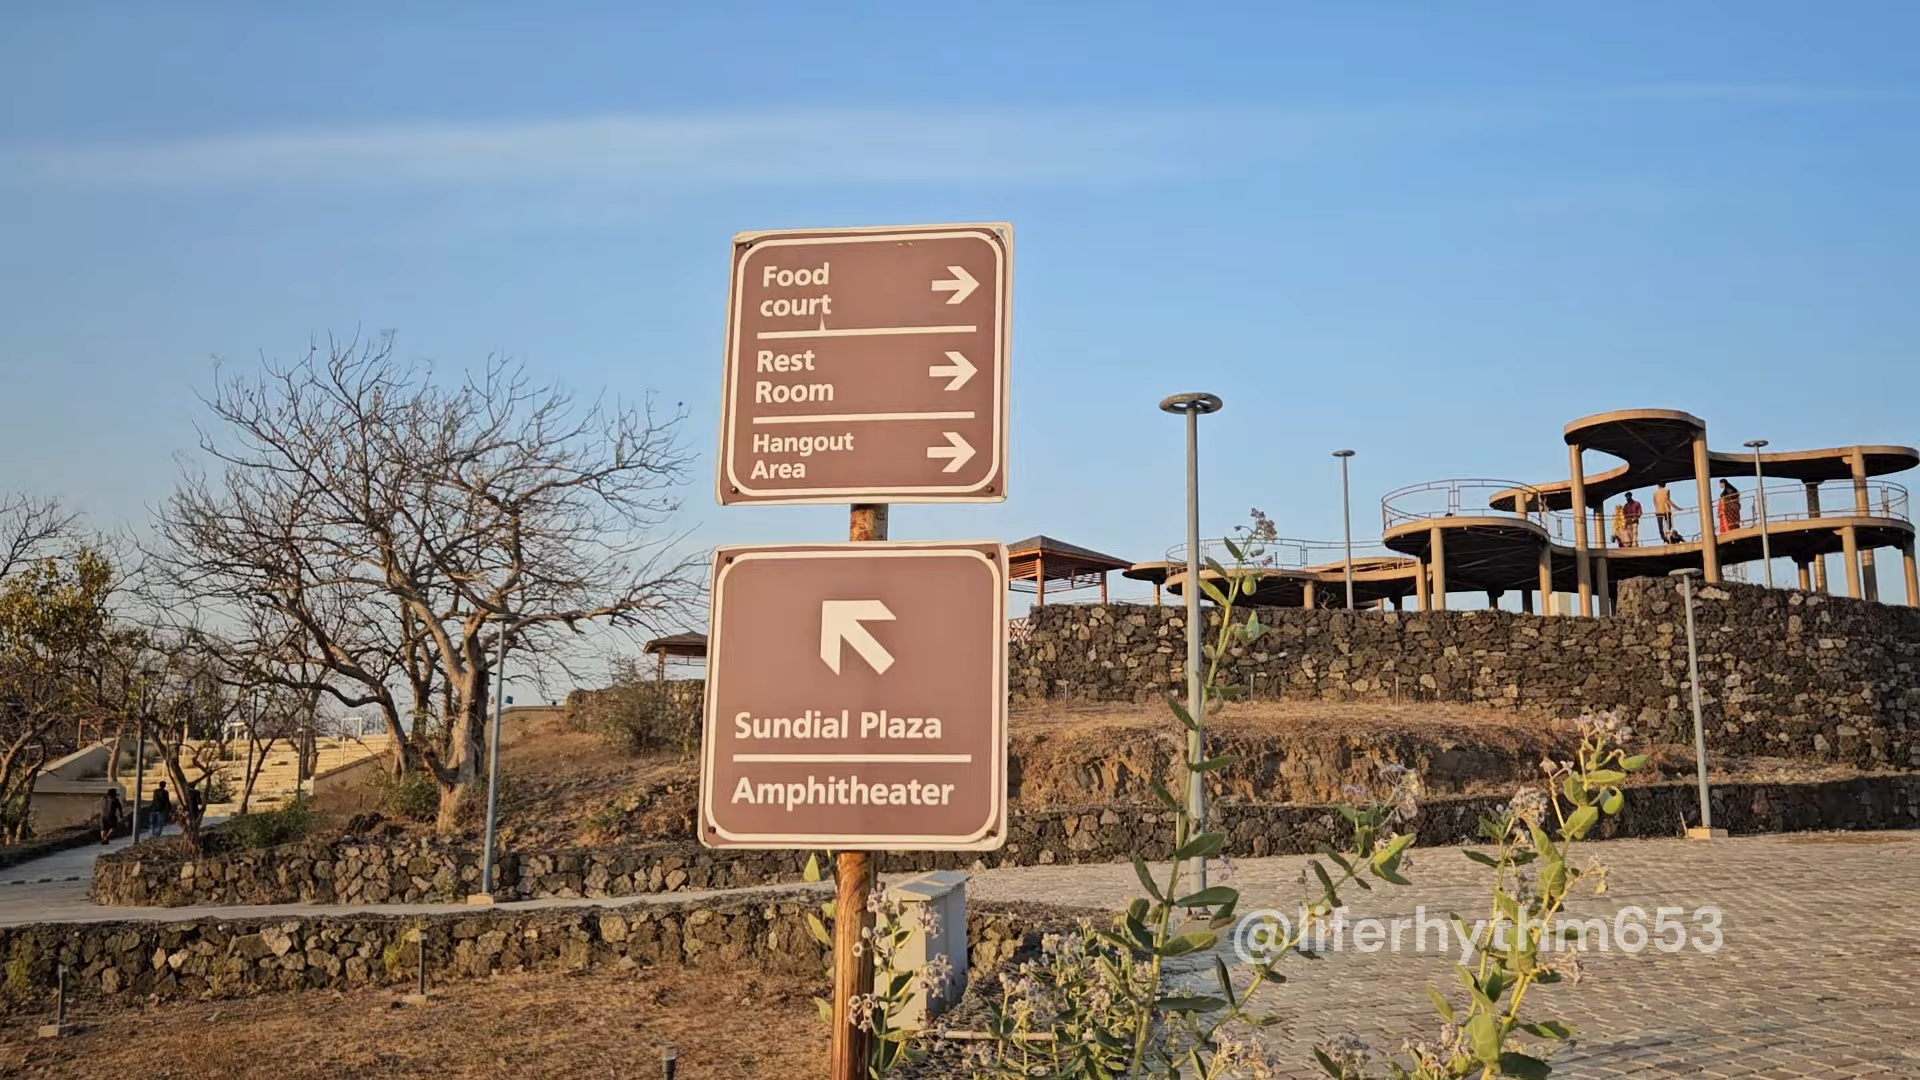 Food
court
Rest
Room
Hangout
Area
Sundial Plaza
Amphitheater
@liferhythm653